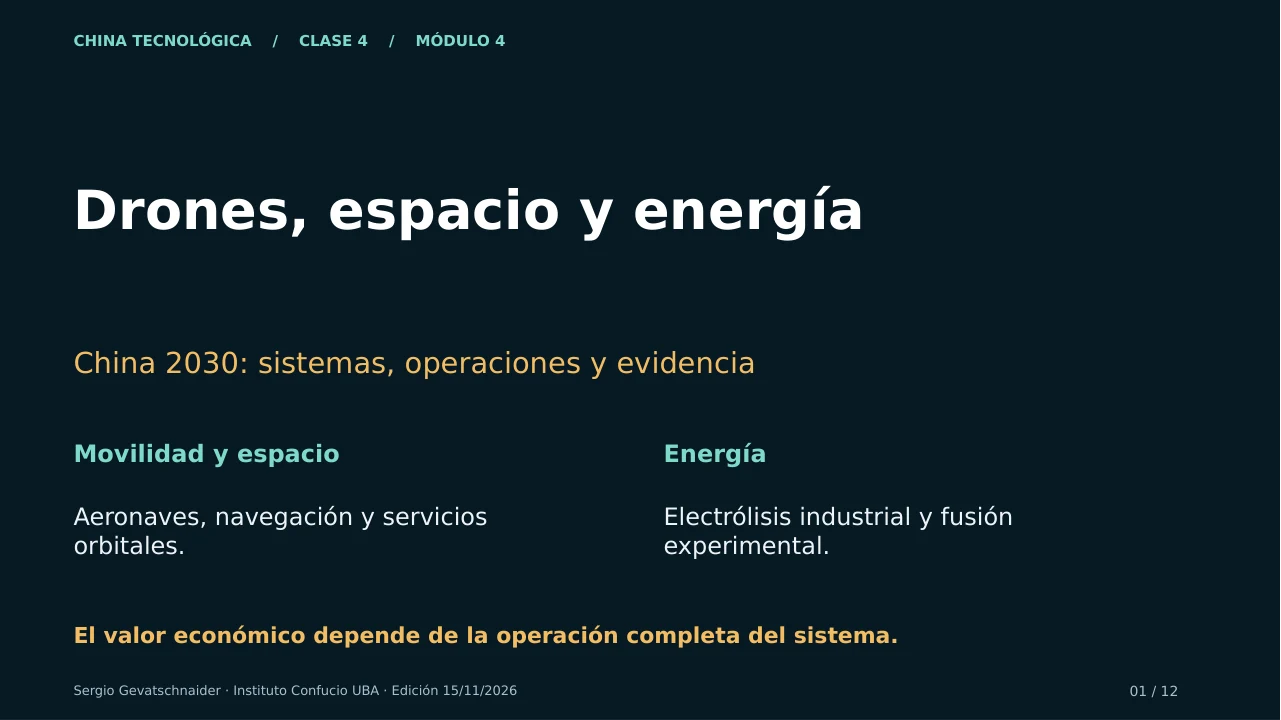 CHINA TECNOLÓGICA / CLASE 4 / MÓDULO 4
Drones, espacio y energía
China 2030: sistemas, operaciones y evidencia
Movilidad y espacio
Aeronaves, navegación y servicios
orbitales.
Energía
Electrólisis industrial y fusión
experimental.
El valor económico depende de la operación completa del sistema.
Sergio Gevatschnaider · Instituto Confucio UBA · Edición 15/11/2026
01 / 12